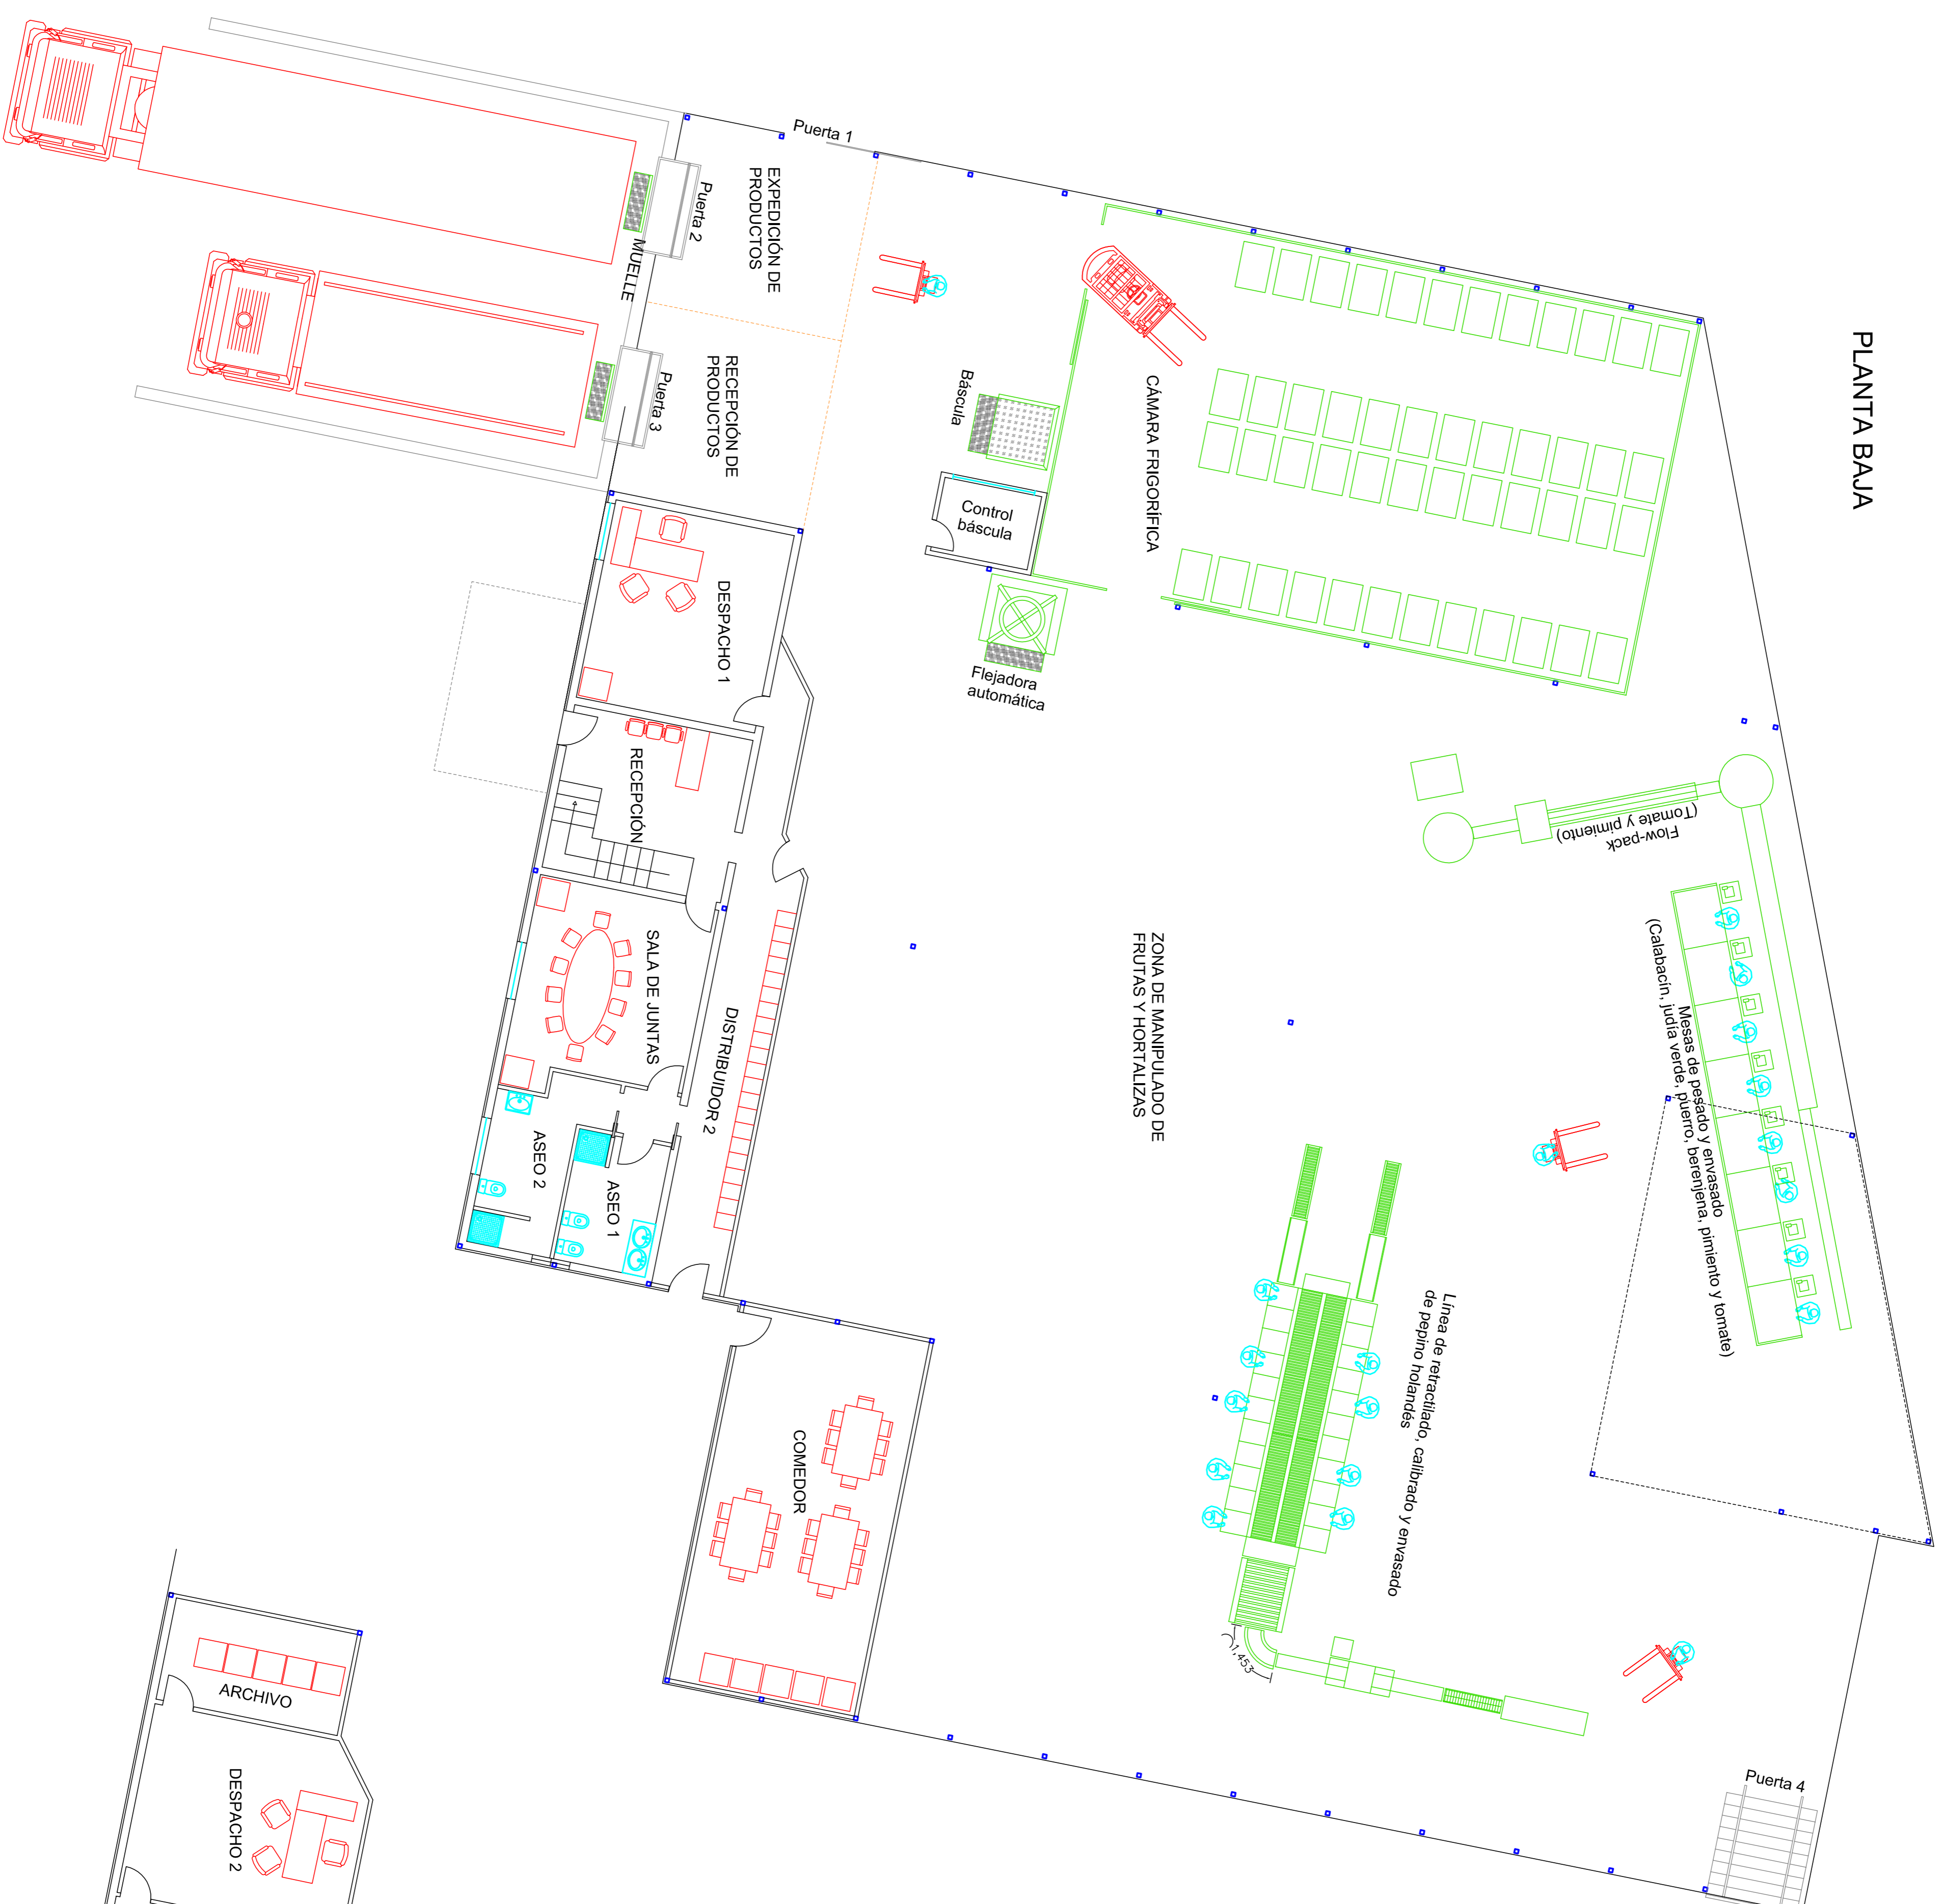 PLANTA BAJA
Puerta 1
EXPEDICIÓN DE
PRODUCTOS
Puerta 2
MUELLE
RECEPCIÓN DE
PRODUCTOS
Puerta 3
CÁMARA FRIGORÍFICA
Báscula
Control
báscula
Flejadora
automática
DESPACHO 1
RECEPCIÓN
SALA DE JUNTAS
DISTRIBUIDOR 2
ASEO 2
ASEO 1
COMEDOR
ZONA DE MANIPULADO DE
FRUTAS Y HORTALIZAS
Flow-pack
(Tomate y pimiento)
Mesas de pesado y envasado
(Calabacín, judía verde, puerro, berenjena, pimiento y tomate)
Línea de retractilado, calibrado y envasado
de pepino holandés
1,453
Puerta 4
ARCHIVO
DESPACHO 2